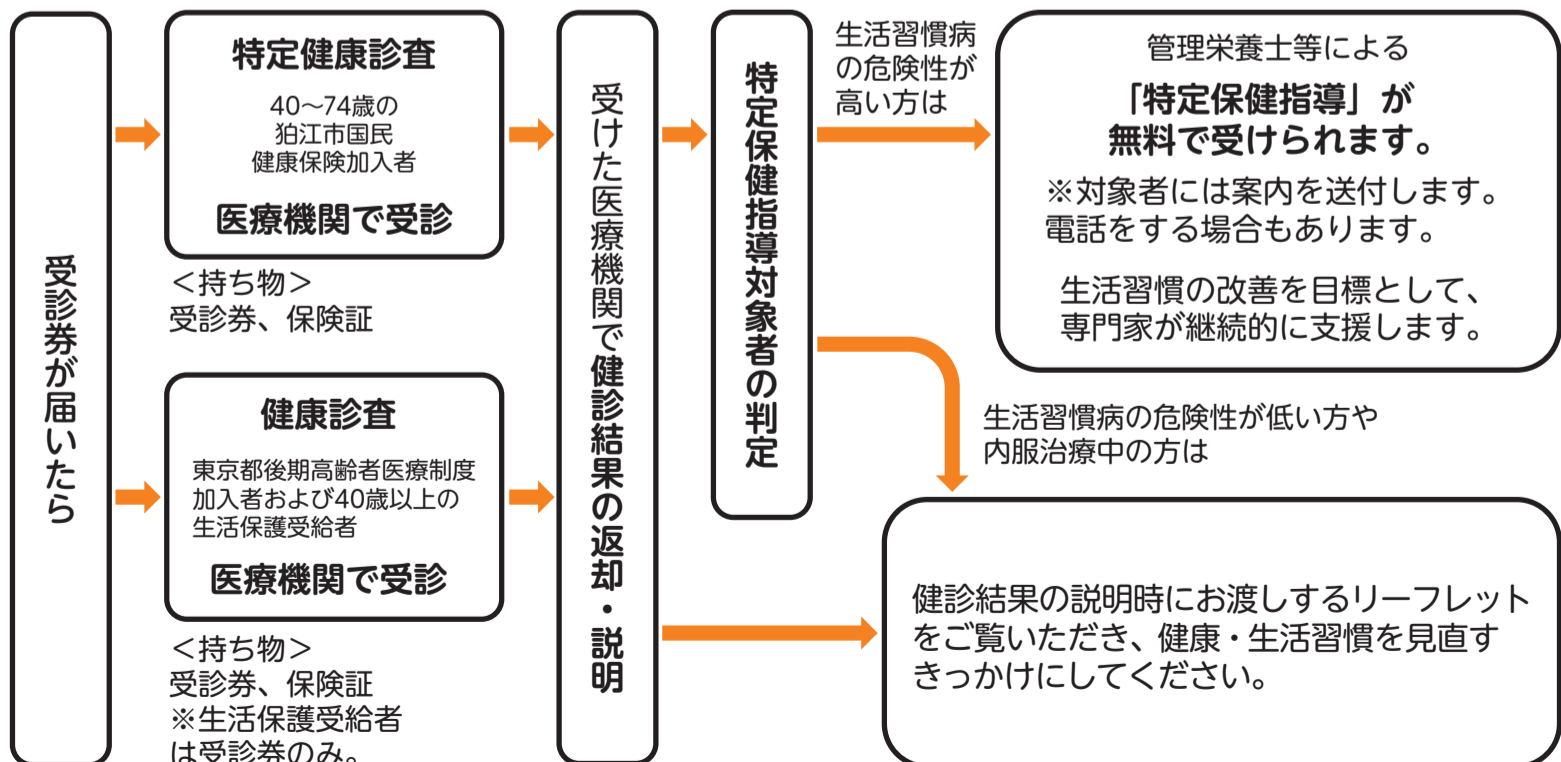 受診券が届いたら
特定健康診査
40～74歳の
狛江市国民
健康保険加入者
医療機関で受診
＜持ち物＞
受診券、保険証
健康診査
東京都後期高齢者医療制度
加入者および40歳以上の
生活保護受給者
医療機関で受診
＜持ち物＞
受診券、保険証
※生活保護受給者
は受診券のみ。
受けた医療機関で健診結果の返却・説明
特定保健指導対象者の判定
生活習慣病
の危険性が
高い方は
管理栄養士等による
「特定保健指導」が
無料で受けられます。
※対象者には案内を送付します。
電話をする場合もあります。
生活習慣の改善を目標として、
専門家が継続的に支援します。
生活習慣病の危険性が低い方や
内服治療中の方は
健診結果の説明時にお渡しするリーフレット
をご覧いただき、健康・生活習慣を見直す
きっかけにしてください。